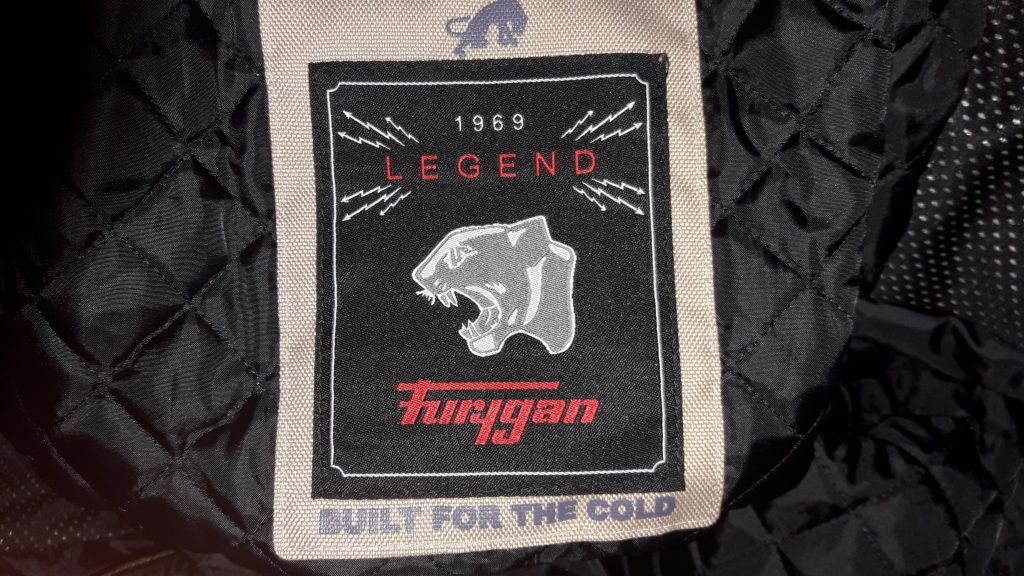 1969
LEGEND
Furygan
BUILT FOR THE COLD